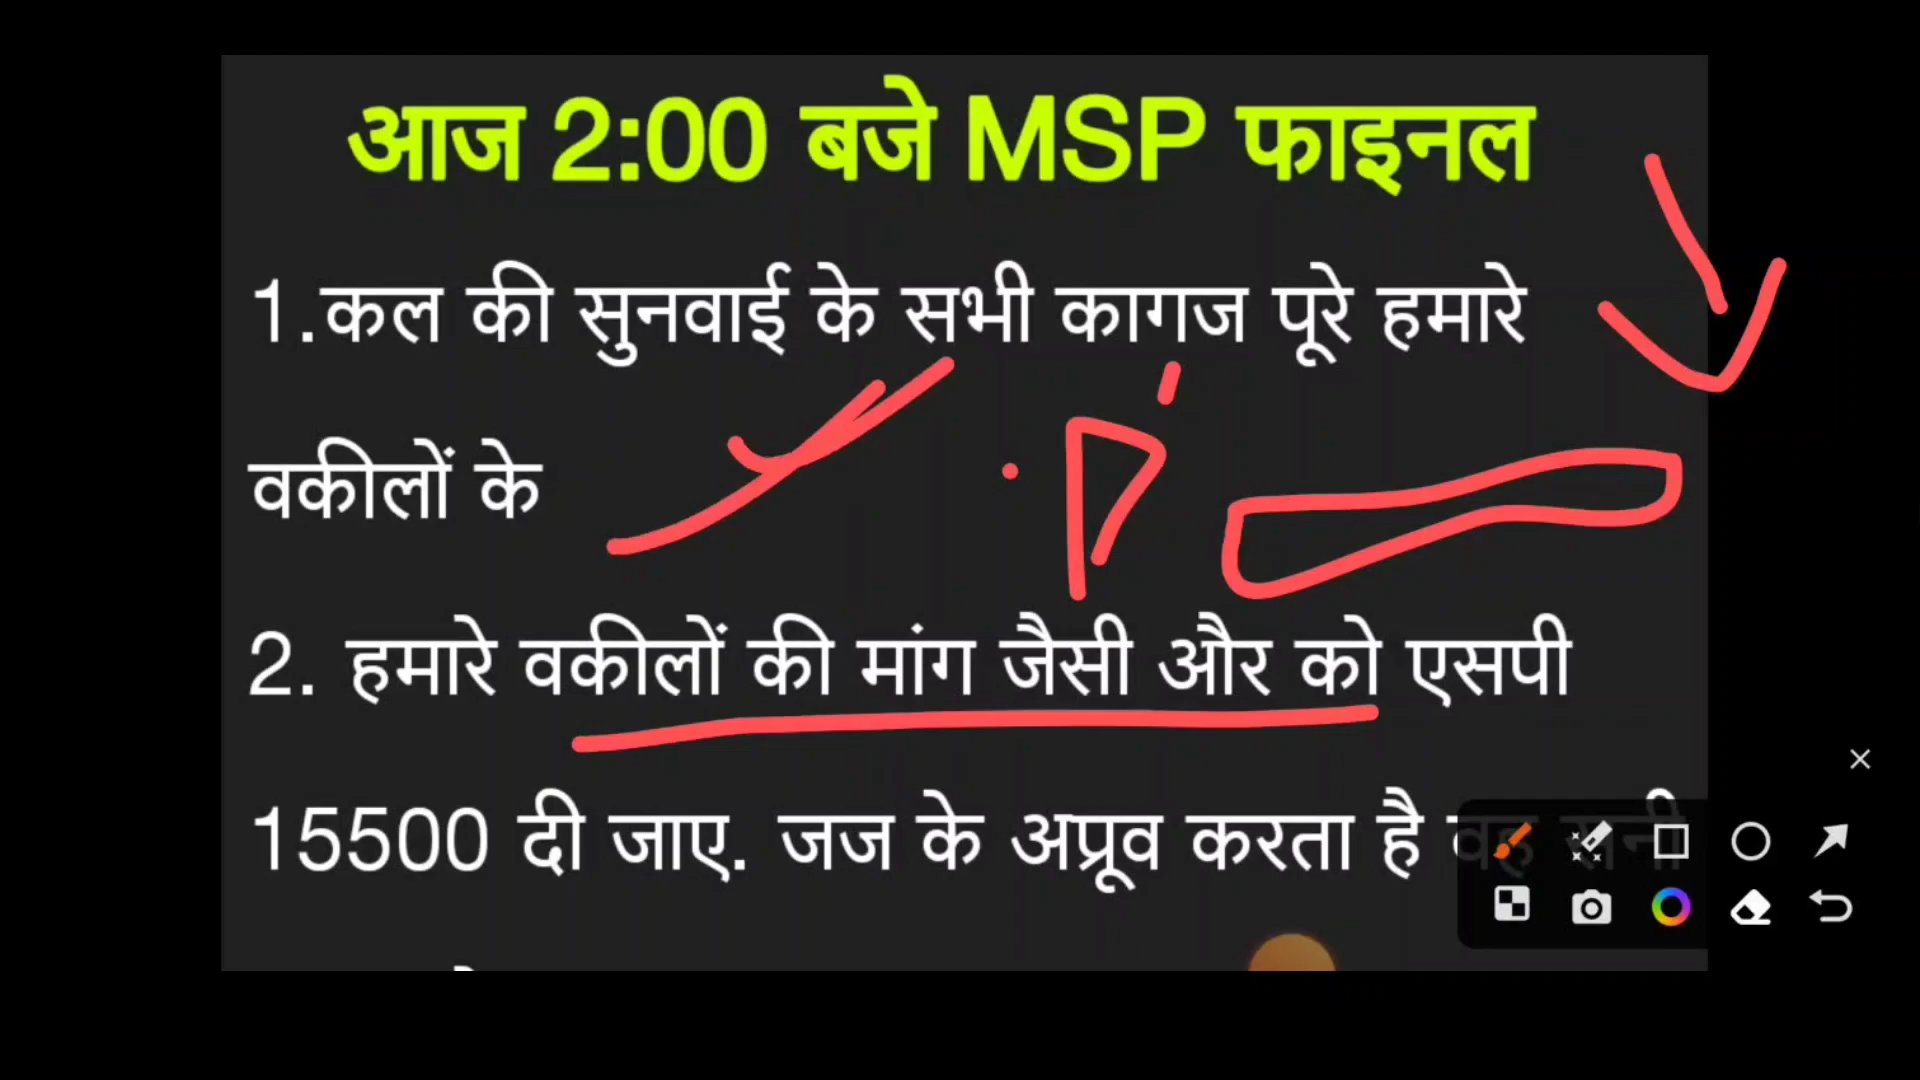 आज 2:00 बजे MSP फाइनल
1.कल की सुनवाई के सभी कागज पूरे हमारे
वकीलों के
2. हमारे वकीलों की मांग जैसी और को एसपी
15500 दी जाए. जज के अप्रूव करता है वह